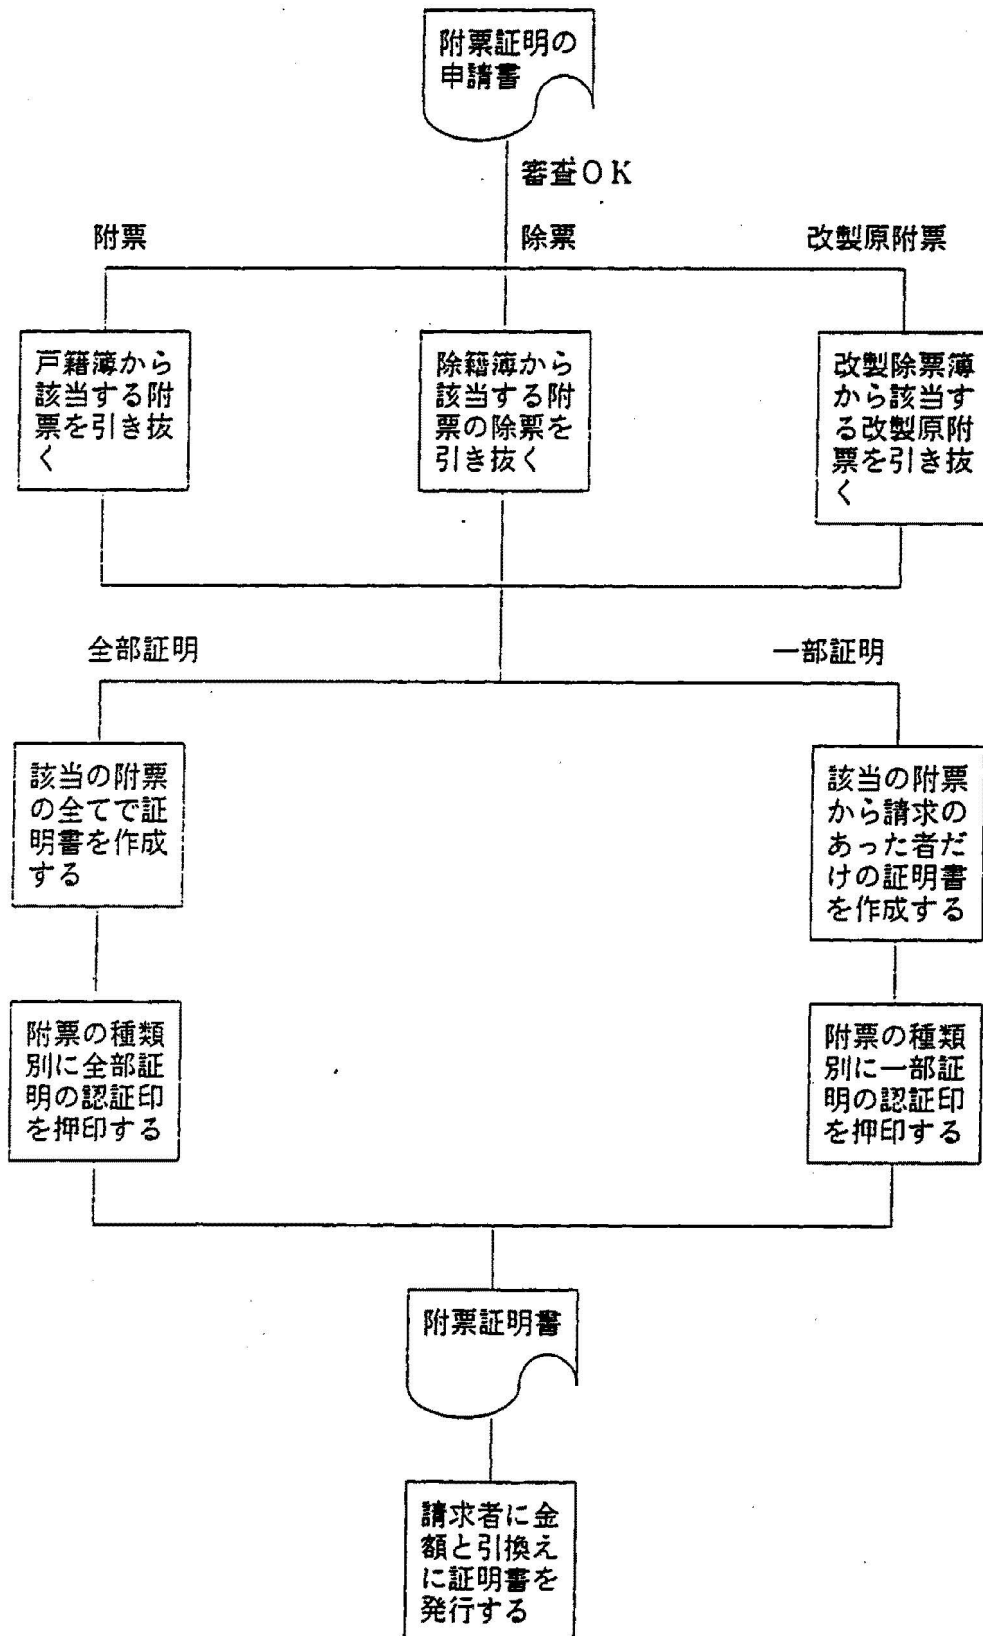 附票証明の
申請書
審査OK
附票
除票
改製原附票
戸籍簿から
該当する附
票を引き抜
く
除籍簿から
該当する附
票の除票を
引き抜く
改製除票簿
から該当す
る改製原附
票を引き抜
く
全部証明
一部証明
該当の附票
の全てで証
明書を作成
する
該当の附票
から請求の
あった者だ
けの証明書
を作成する
附票の種類
別に全部証
明の認証印
を押印する
附票の種類
別に一部証
明の認証印
を押印する
附票証明書
請求者に金
額と引換え
に証明書を
発行する